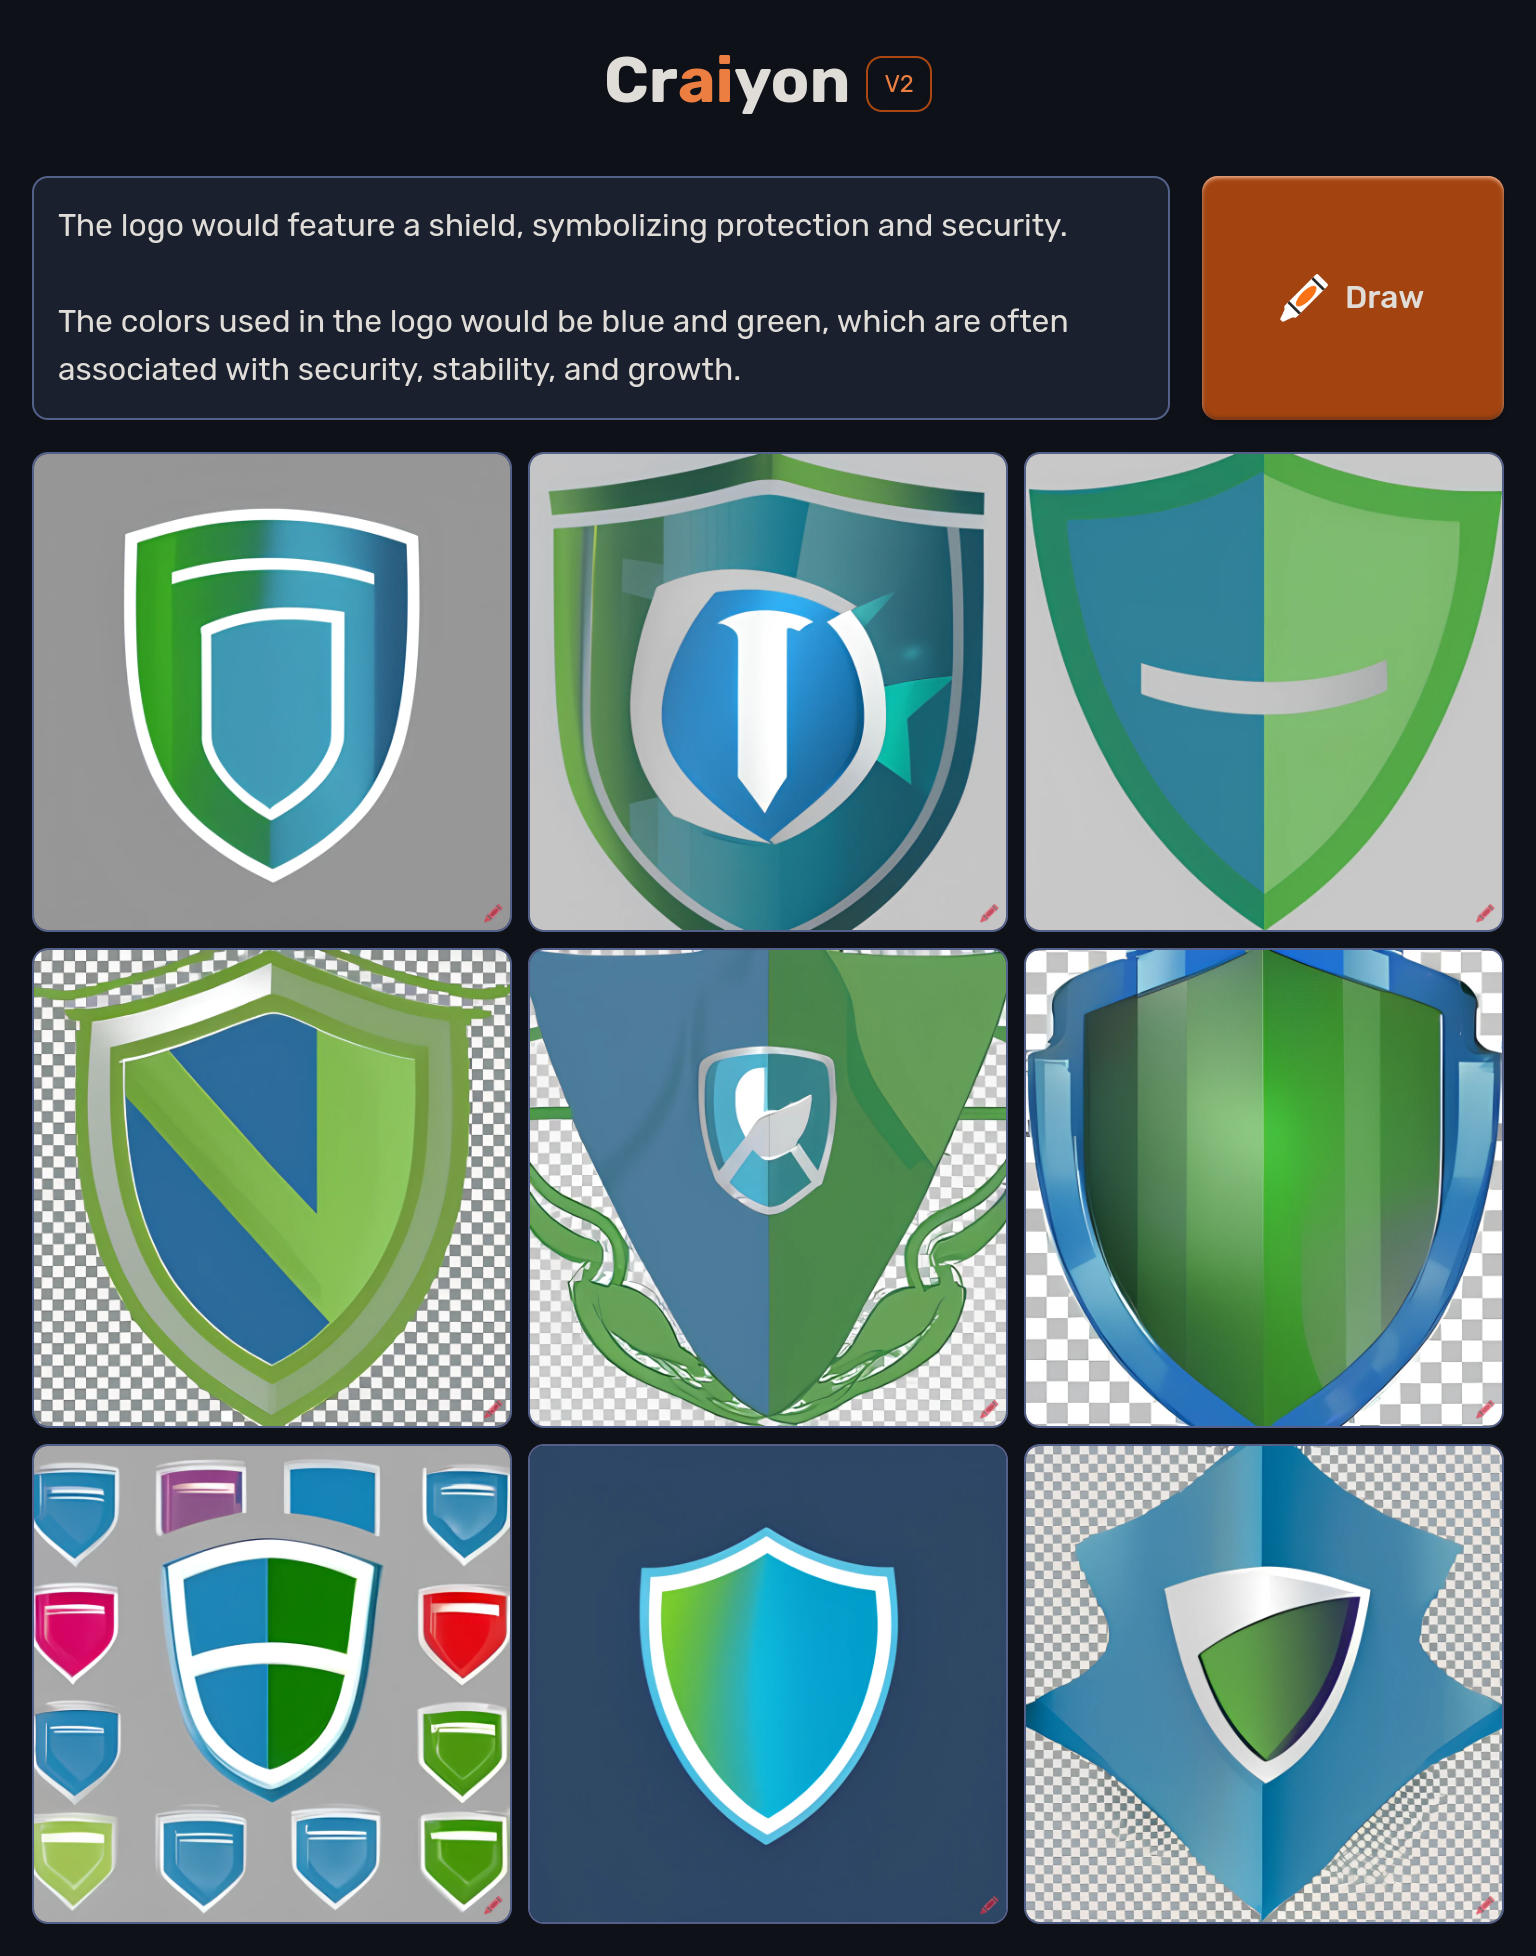 Craiyon V2
The logo would feature a shield, symbolizing protection and security.
The colors used in the logo would be blue and green, which are often
associated with security, stability, and growth.
Draw